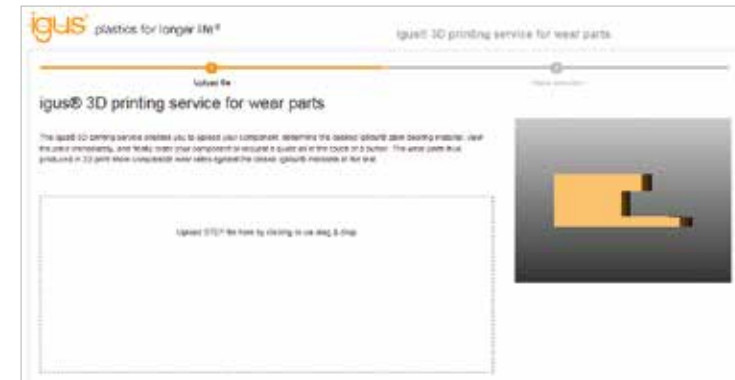 igus® plastics for longer life®
igus® 3D printing service for wear parts
Upload file
igus® 3D printing service for wear parts
The igus® 3D printing service enables you to upload your component, determine the desired iglidur® bearing material, view
the price immediately, and finally order your component or request a quote all at the touch of a button. The wear parts
produced in 3D print have comparable wear rates against the classic iglidur® materials in the test.
Upload STEP file here by clicking or via drag & drop